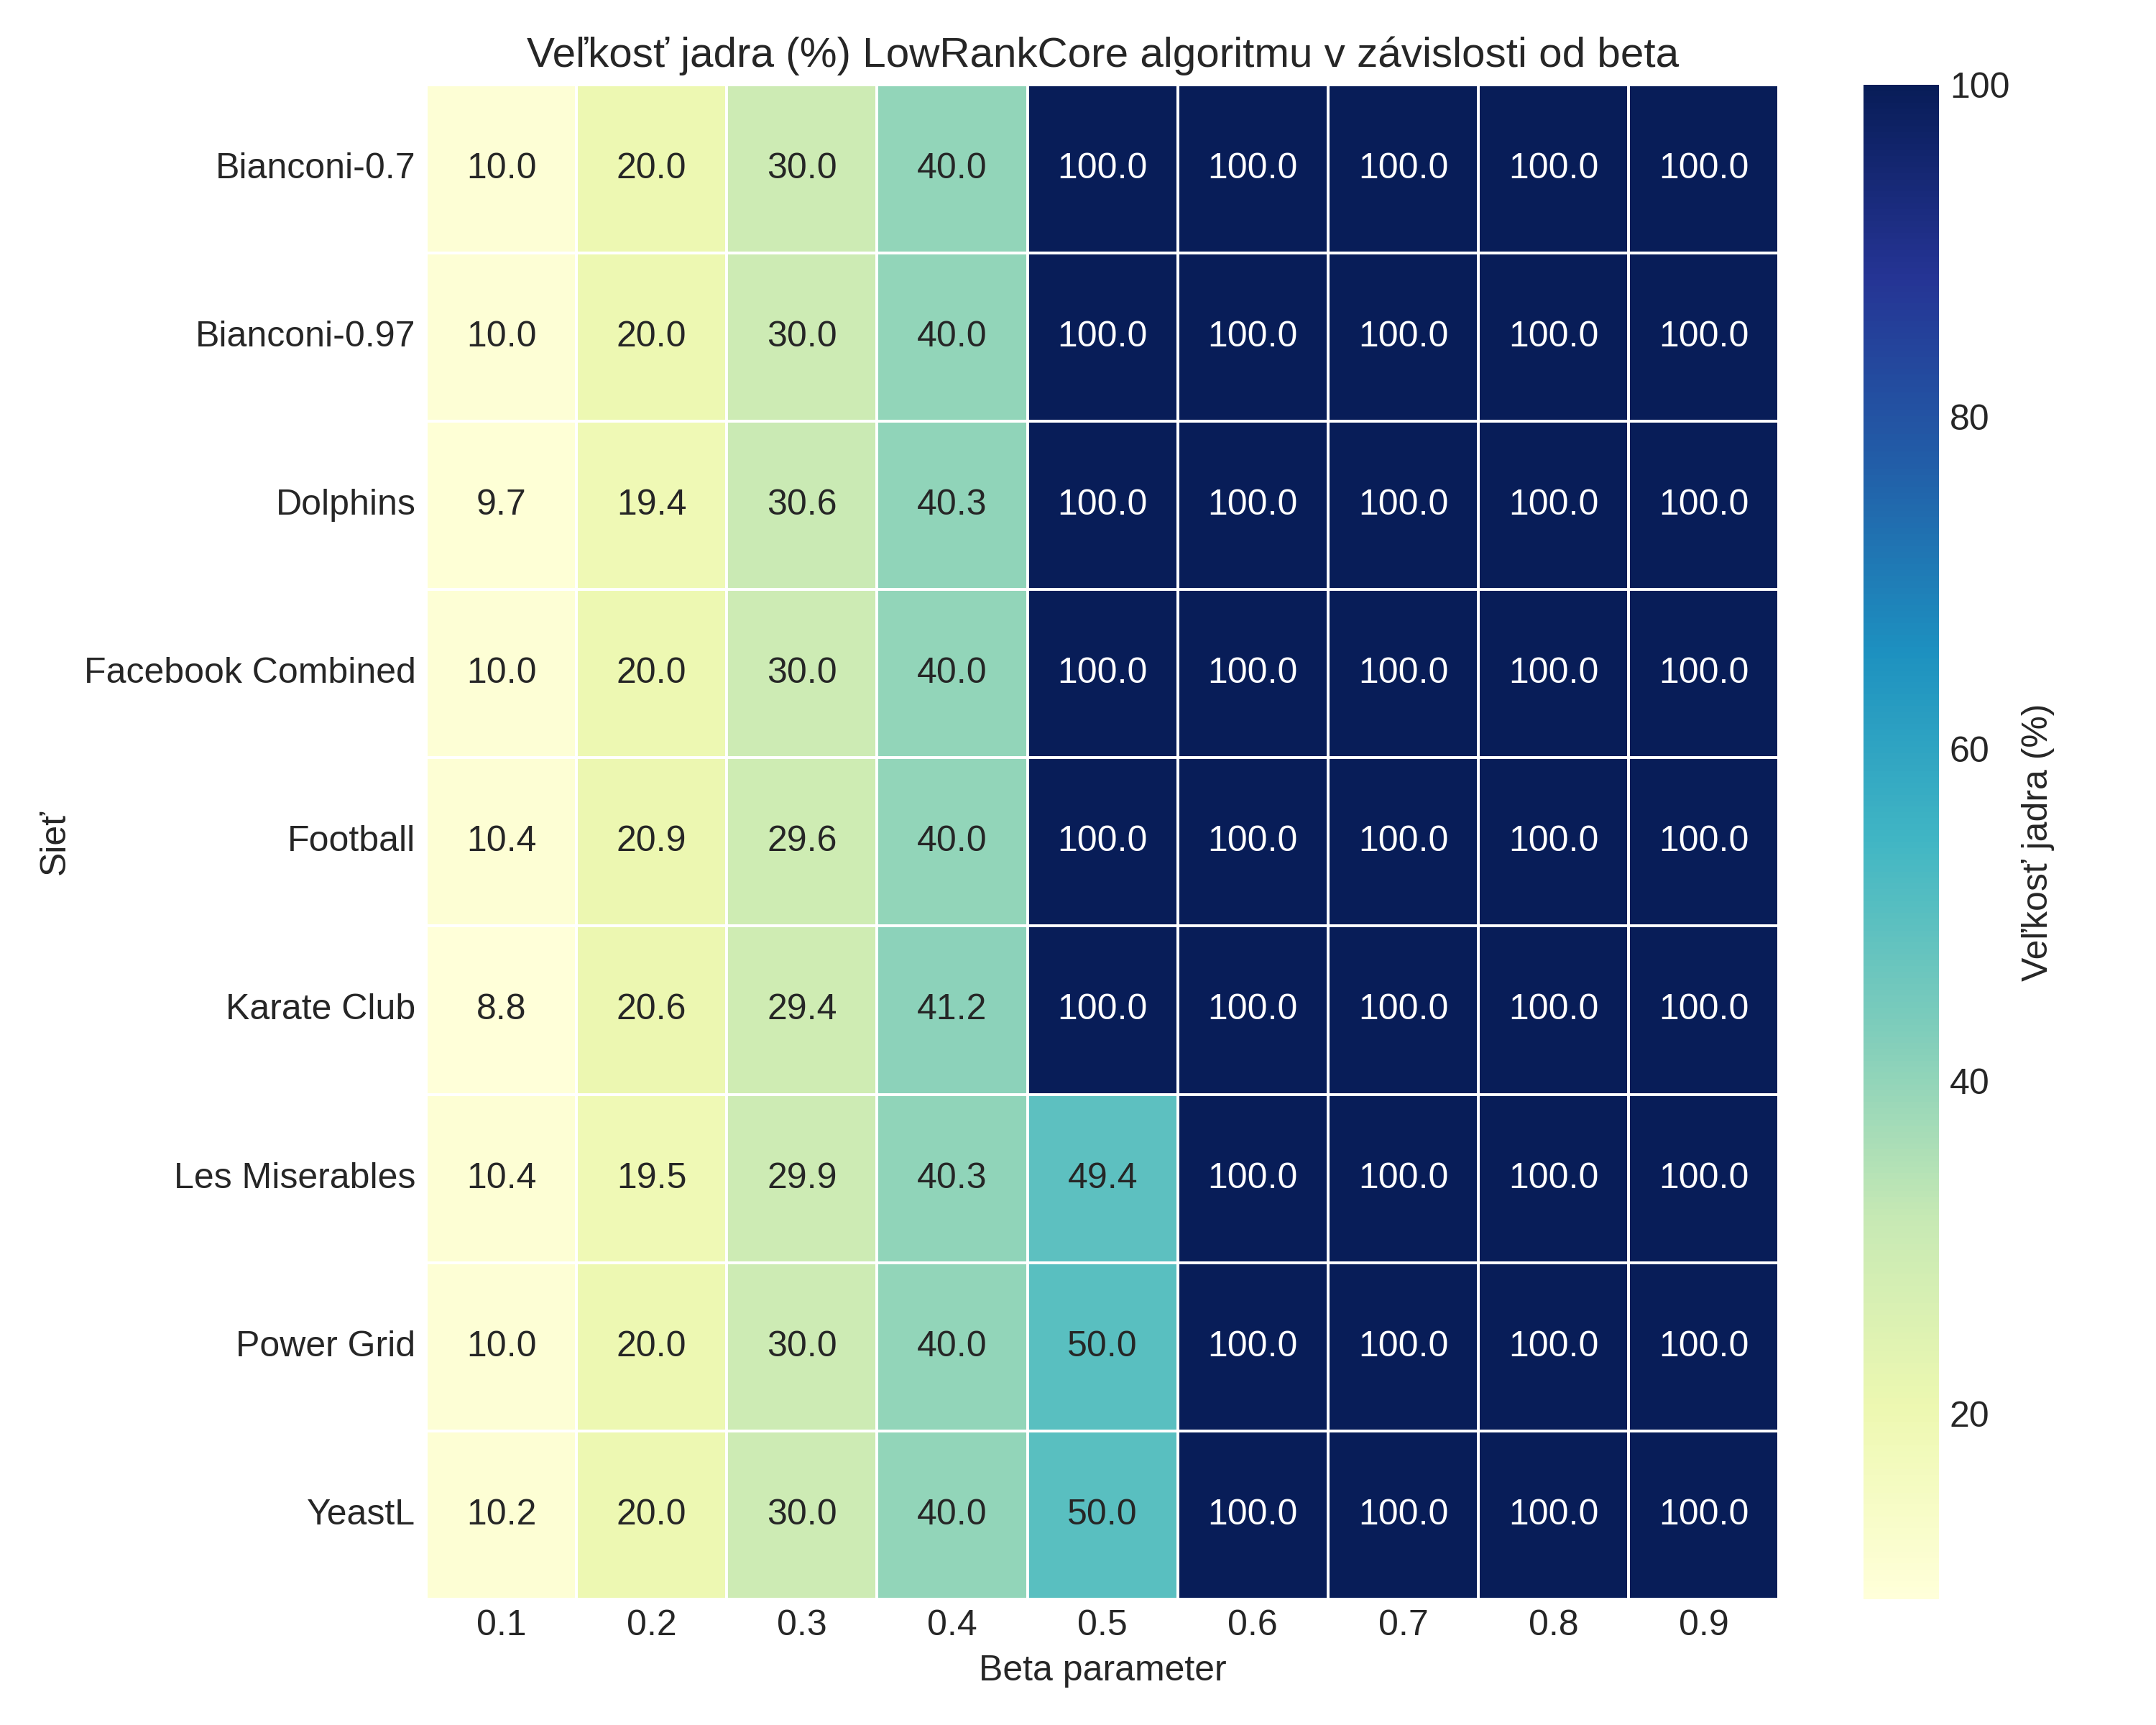 Veľkosť jadra (%) LowRankCore algoritmu v závislosti od beta
Bianconi-0.7 10.0 20.0 30.0 40.0 100.0 100.0 100.0 100.0 100.0
Bianconi-0.97 10.0 20.0 30.0 40.0 100.0 100.0 100.0 100.0 100.0
Dolphins 9.7 19.4 30.6 40.3 100.0 100.0 100.0 100.0 100.0
Facebook Combined 10.0 20.0 30.0 40.0 100.0 100.0 100.0 100.0 100.0
Football 10.4 20.9 29.6 40.0 100.0 100.0 100.0 100.0 100.0
Karate Club 8.8 20.6 29.4 41.2 100.0 100.0 100.0 100.0 100.0
Les Miserables 10.4 19.5 29.9 40.3 49.4 100.0 100.0 100.0 100.0
Power Grid 10.0 20.0 30.0 40.0 50.0 100.0 100.0 100.0 100.0
YeastL 10.2 20.0 30.0 40.0 50.0 100.0 100.0 100.0 100.0
0.1 0.2 0.3 0.4 0.5 0.6 0.7 0.8 0.9
Beta parameter
Sieť
100
80
60
40
20
Veľkosť jadra (%)